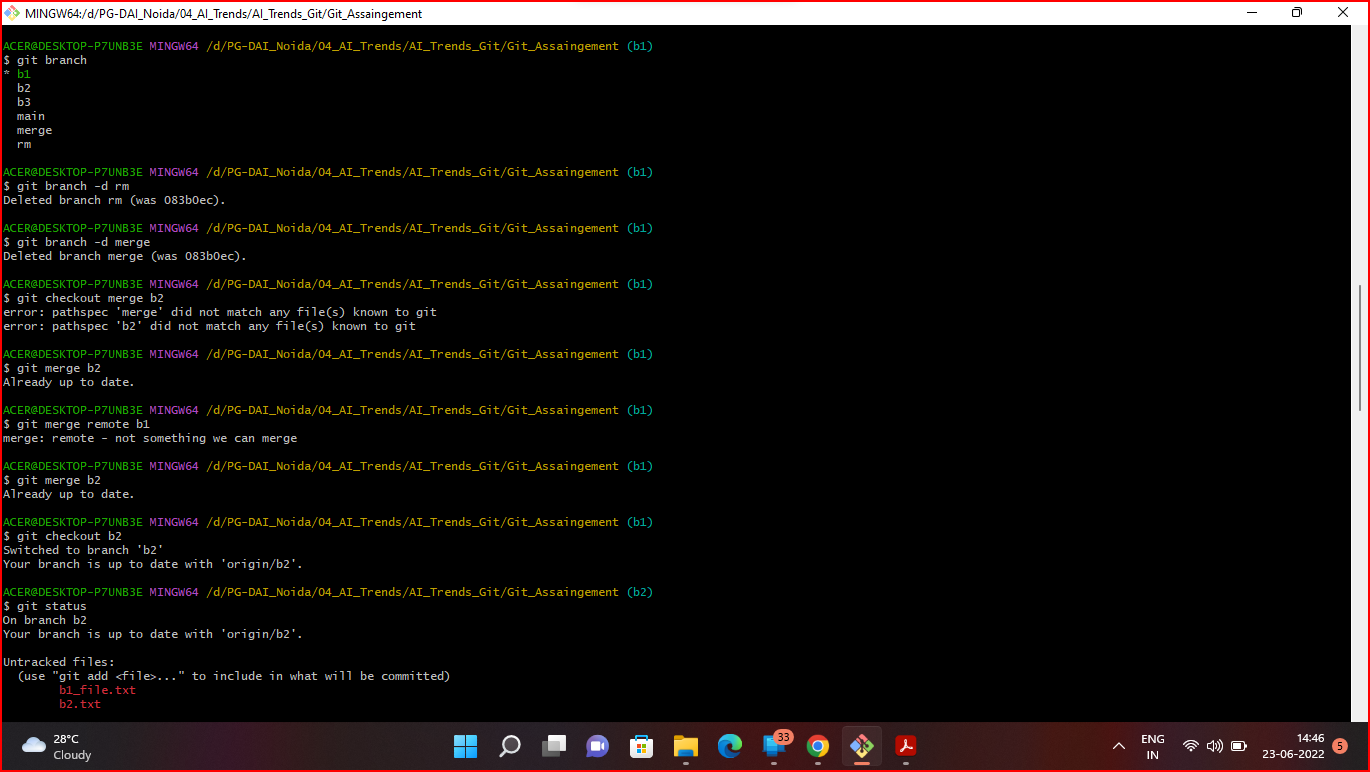 MINGW64:/d/PG-DAI_Noida/04_AI_Trends/AI_Trends_Git/Git_Assaingement
ACER@DESKTOP-P7UNB3E MINGW64 /d/PG-DAI_Noida/04_AI_Trends/AI_Trends_Git/Git_Assaingement (b1)
$ git branch
* b1
b2
b3
main
merge
rm
ACER@DESKTOP-P7UNB3E MINGW64 /d/PG-DAI_Noida/04_AI_Trends/AI_Trends_Git/Git_Assaingement (b1)
$ git branch -d rm
Deleted branch rm (was 083b0ec).
ACER@DESKTOP-P7UNB3E MINGW64 /d/PG-DAI_Noida/04_AI_Trends/AI_Trends_Git/Git_Assaingement (b1)
$ git branch -d merge
Deleted branch merge (was 083b0ec).
ACER@DESKTOP-P7UNB3E MINGW64 /d/PG-DAI_Noida/04_AI_Trends/AI_Trends_Git/Git_Assaingement (b1)
$ git checkout merge b2
error: pathspec 'merge' did not match any file(s) known to git
error: pathspec 'b2' did not match any file(s) known to git
ACER@DESKTOP-P7UNB3E MINGW64 /d/PG-DAI_Noida/04_AI_Trends/AI_Trends_Git/Git_Assaingement (b1)
$ git merge b2
Already up to date.
ACER@DESKTOP-P7UNB3E MINGW64 /d/PG-DAI_Noida/04_AI_Trends/AI_Trends_Git/Git_Assaingement (b1)
$ git merge remote b1
merge: remote - not something we can merge
ACER@DESKTOP-P7UNB3E MINGW64 /d/PG-DAI_Noida/04_AI_Trends/AI_Trends_Git/Git_Assaingement (b1)
$ git merge b2
Already up to date.
ACER@DESKTOP-P7UNB3E MINGW64 /d/PG-DAI_Noida/04_AI_Trends/AI_Trends_Git/Git_Assaingement (b1)
$ git checkout b2
Switched to branch 'b2'
Your branch is up to date with 'origin/b2'.
ACER@DESKTOP-P7UNB3E MINGW64 /d/PG-DAI_Noida/04_AI_Trends/AI_Trends_Git/Git_Assaingement (b2)
$ git status
On branch b2
Your branch is up to date with 'origin/b2'.
Untracked files:
(use "git add <file>..." to include in what will be committed)
b1_file.txt
b2.txt
28°C
Cloudy
33
ENG
IN
14:46
23-06-2022
5